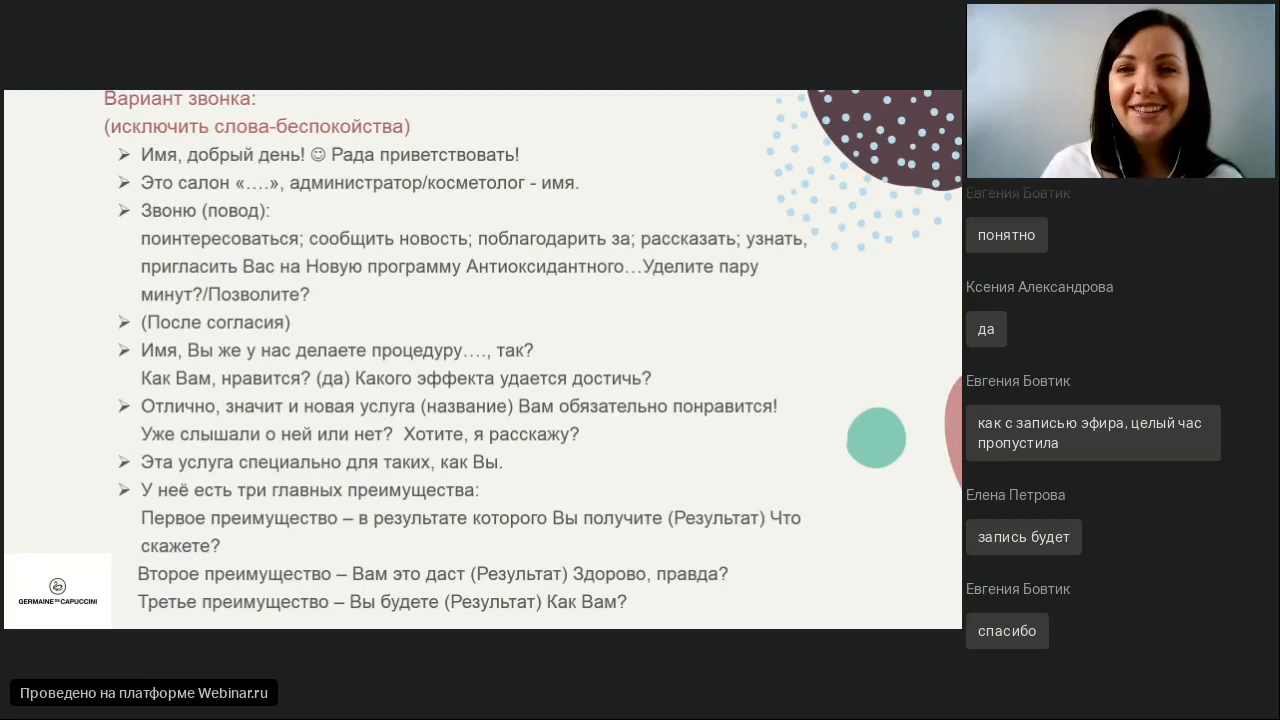 Вариант звонка:
(исключить слова-беспокойства)
Имя, добрый день! ☺ Рада приветствовать!
Это салон «….», администратор/косметолог - имя.
Звоню (повод):
поинтересоваться; сообщить новость; поблагодарить за; рассказать; узнать,
пригласить Вас на Новую программу Антиоксидантного…Уделите пару
минут?/Позволите?
(После согласия)
Имя, Вы же у нас делаете процедуру…., так?
Как Вам, нравится? (да) Какого эффекта удается достичь?
Отлично, значит и новая услуга (название) Вам обязательно понравится!
Уже слышали о ней или нет? Хотите, я расскажу?
Эта услуга специально для таких, как Вы.
У неё есть три главных преимущества:
Первое преимущество – в результате которого Вы получите (Результат) Что
скажете?
Второе преимущество – Вам это даст (Результат) Здорово, правда?
Третье преимущество – Вы будете (Результат) Как Вам?
GERMAINE DE CAPUCCINI
Проведено на платформе Webinar.ru
Евгения Бовтик
понятно
Ксения Александрова
да
Евгения Бовтик
как с записью эфира, целый час
пропустила
Елена Петрова
запись будет
Евгения Бовтик
спасибо